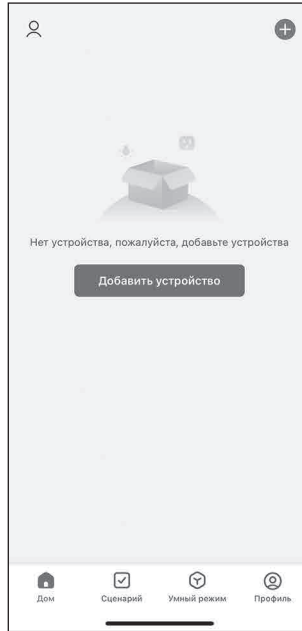 Нет устройства, пожалуйста, добавьте устройства
Добавить устройство
Дом Сценарий Умный режим Профиль